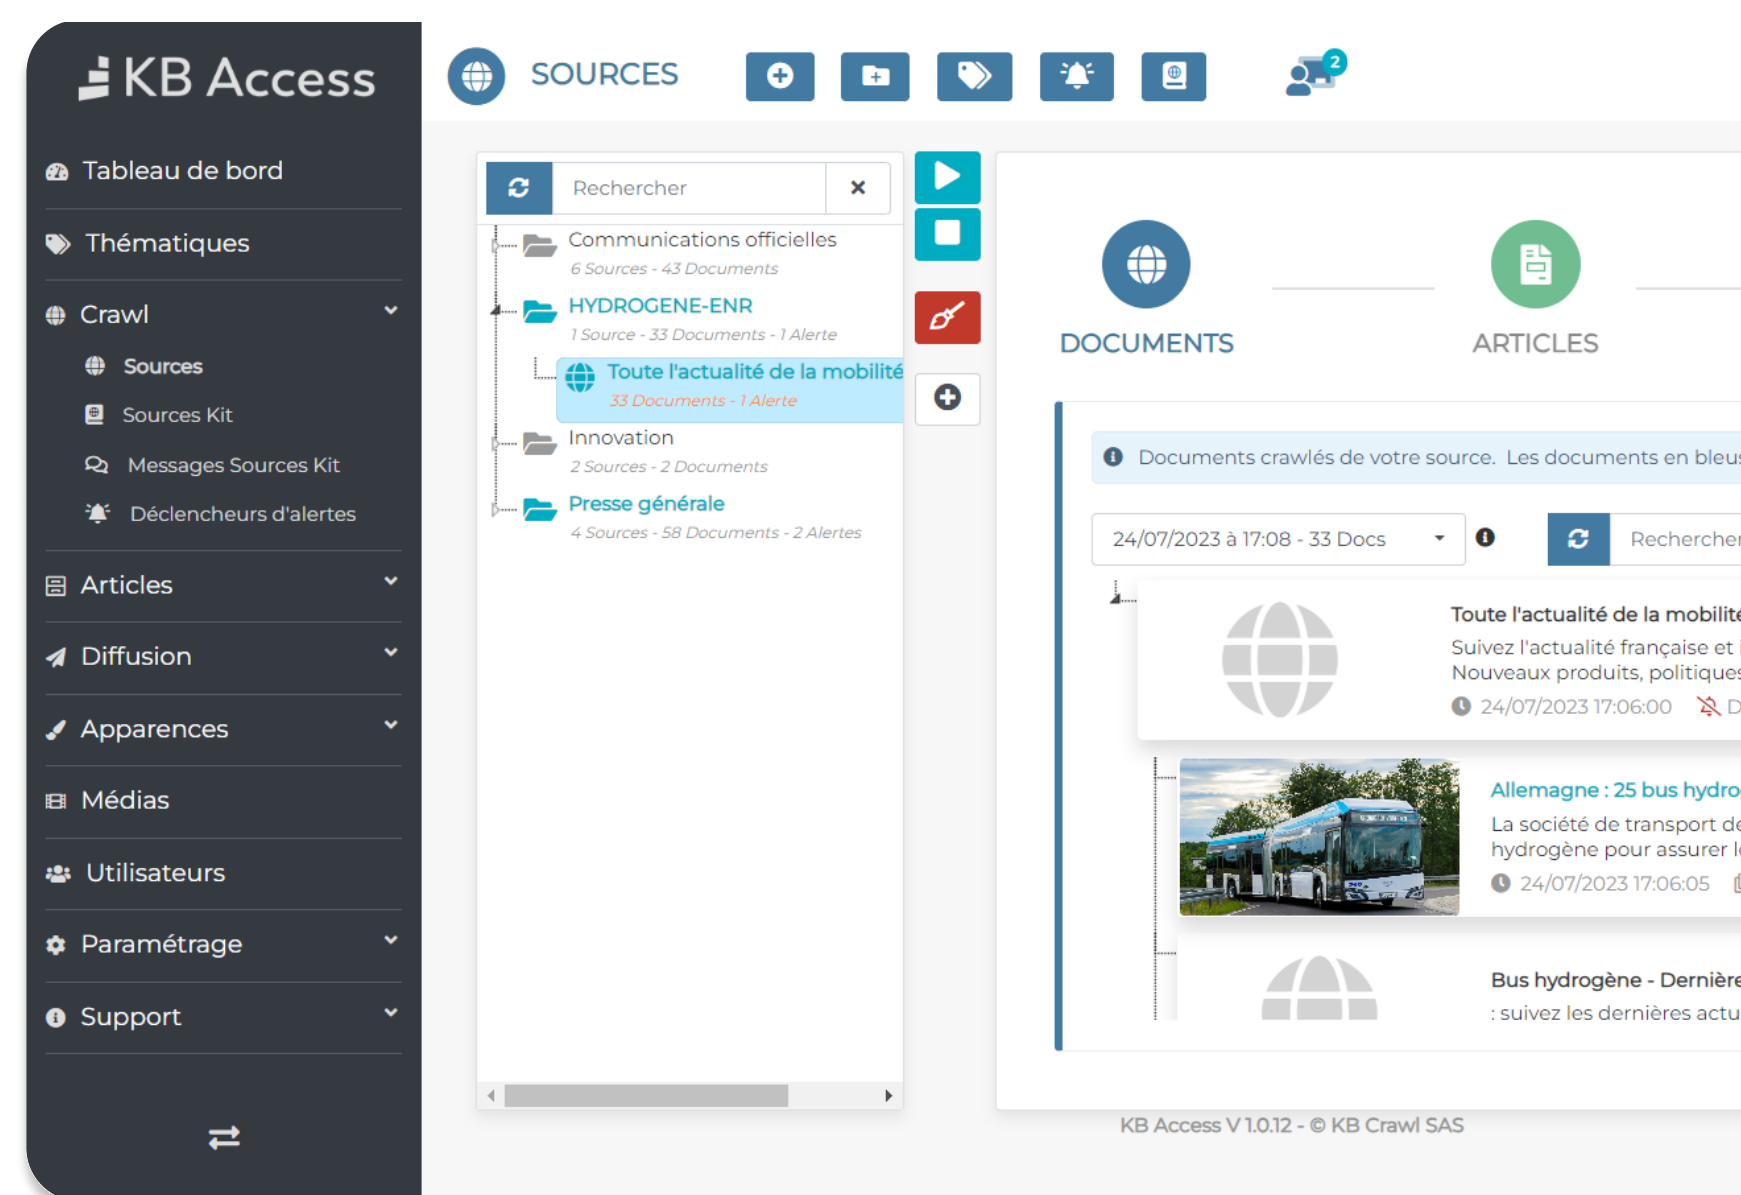 KB Access
Tableau de bord
Thématiques
Crawl
Sources
Sources Kit
Messages Sources Kit
Déclencheurs d'alertes
Articles
Diffusion
Apparences
Médias
Utilisateurs
Paramétrage
Support
SOURCES
2
Rechercher
Communications officielles
6 Sources - 43 Documents
HYDROGENE-ENR
1 Source - 33 Documents - 1 Alerte
Toute l'actualité de la mobilité
33 Documents - 1 Alerte
Innovation
2 Sources - 2 Documents
Presse générale
4 Sources - 58 Documents - 2 Alertes
DOCUMENTS
ARTICLES
Documents crawlés de votre source. Les documents en bleus
24/07/2023 à 17:08 - 33 Docs
Rechercher
Toute l'actualité de la mobilité
Suivez l'actualité française et i
Nouveaux produits, politiques
24/07/2023 17:06:00 D
Allemagne : 25 bus hydro
La société de transport de
hydrogène pour assurer le
24/07/2023 17:06:05
Bus hydrogène - Dernière
: suivez les dernières actu
KB Access V 1.0.12 - © KB Crawl SAS